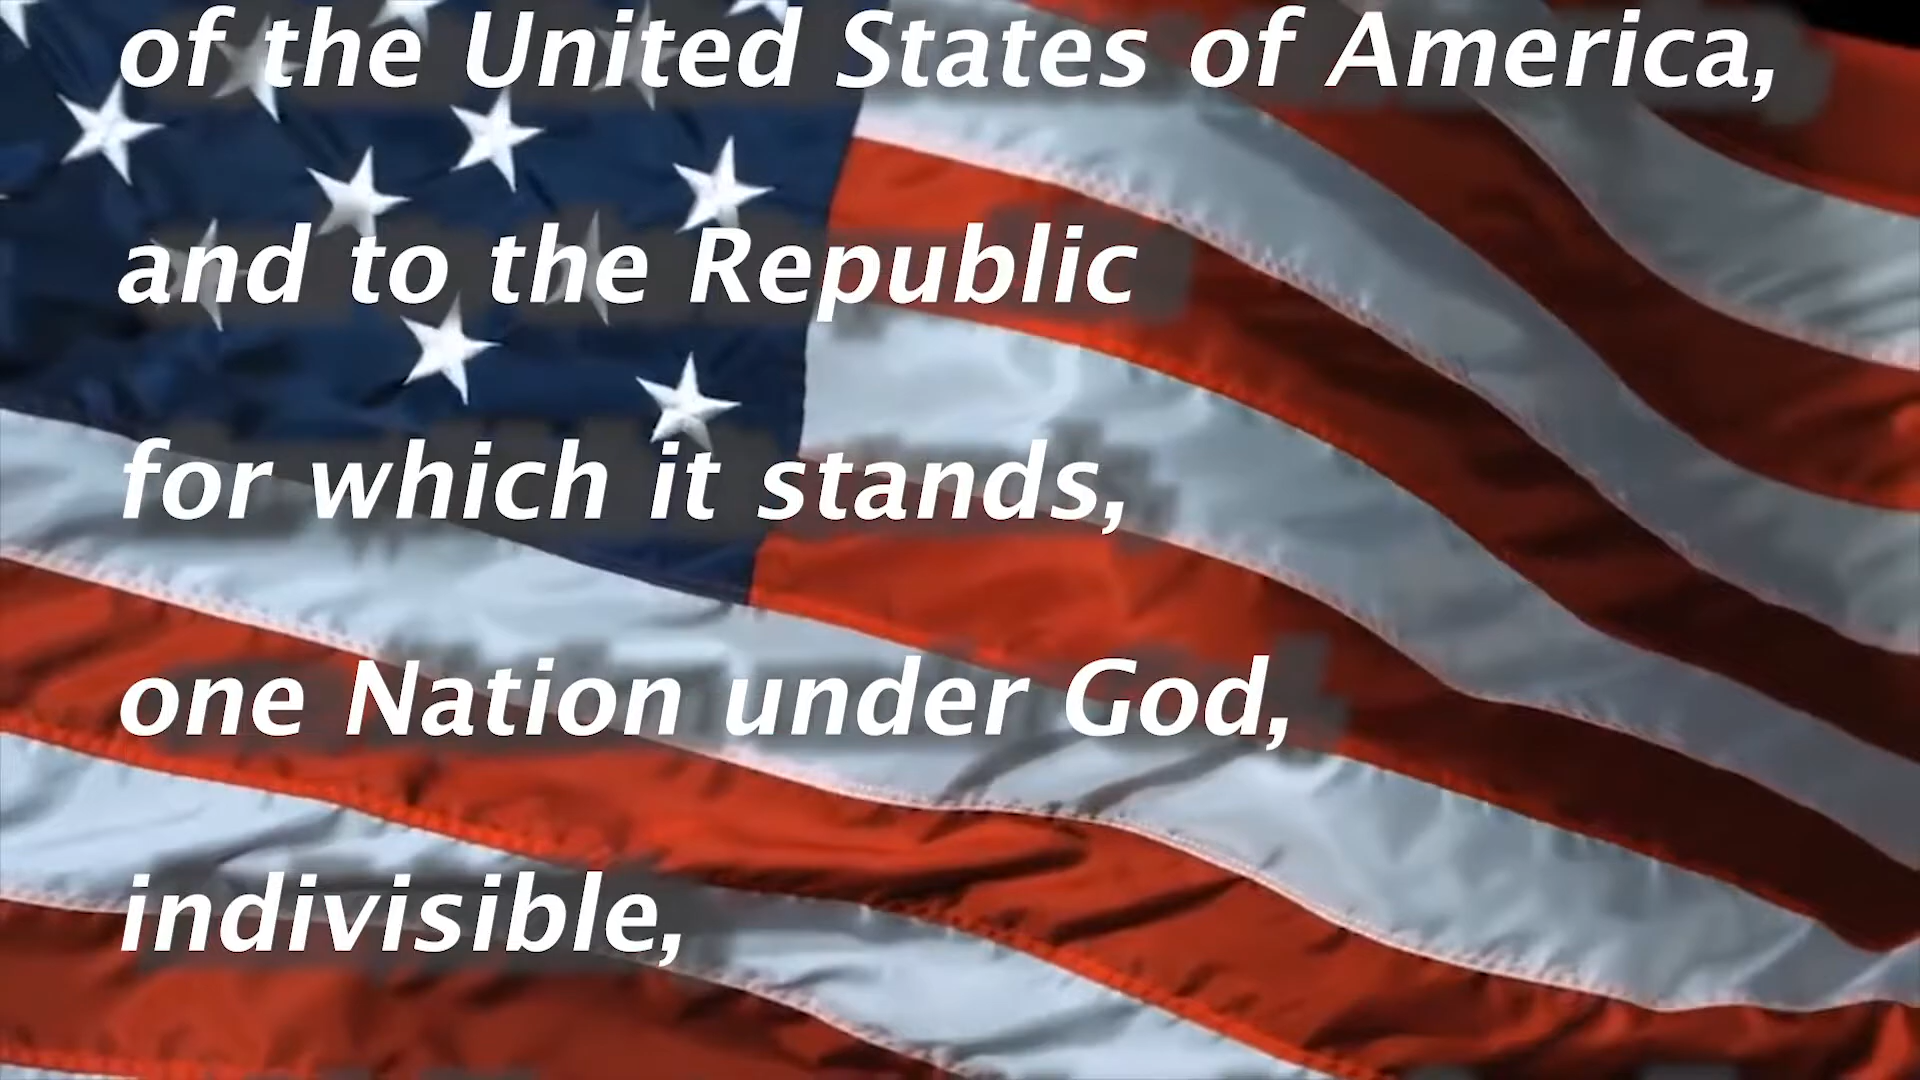 of the United States of America,
and to the Republic
for which it stands,
one Nation under God,
indivisible,